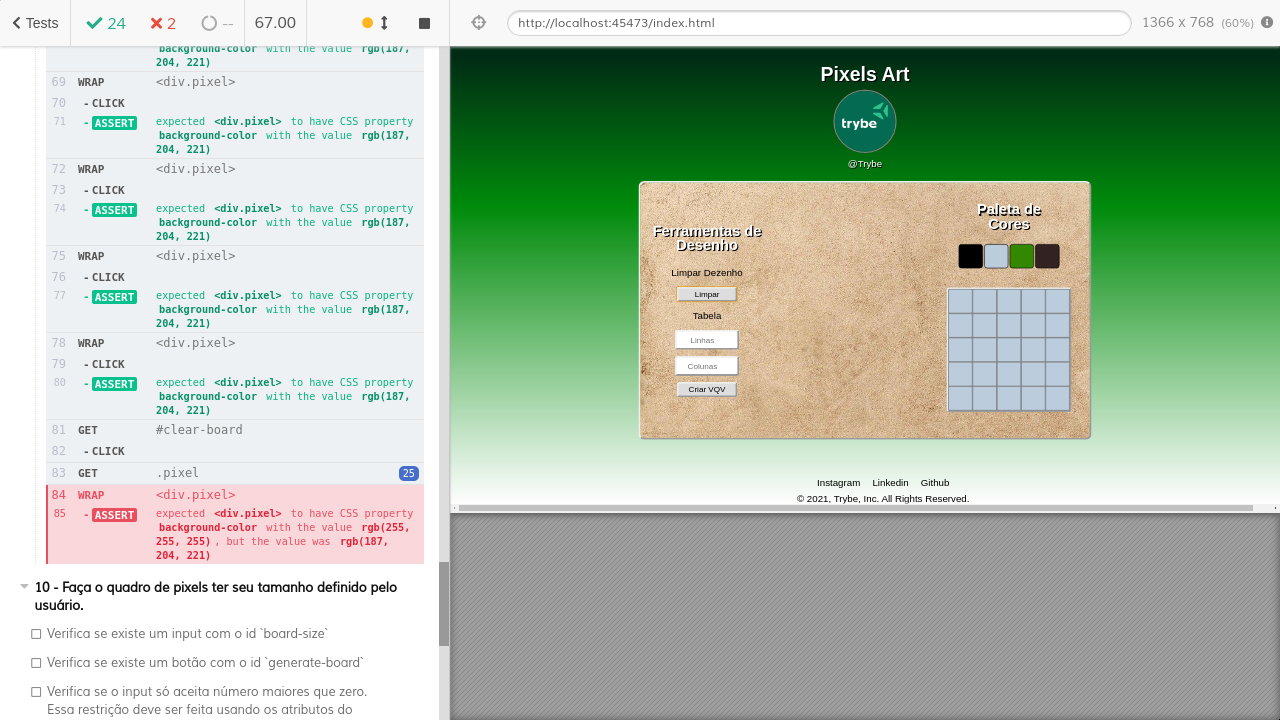 Tests
24
2
--
67.00
http://localhost:45473/index.html
1366 x 768 (60%)
background-color with the value rgb(187,
204, 221)
69 WRAP <div.pixel>
70 -CLICK
71 -ASSERT expected <div.pixel> to have CSS property
background-color with the value rgb(187,
204, 221)
72 WRAP <div.pixel>
73 -CLICK
74 -ASSERT expected <div.pixel> to have CSS property
background-color with the value rgb(187,
204, 221)
75 WRAP <div.pixel>
76 -CLICK
77 -ASSERT expected <div.pixel> to have CSS property
background-color with the value rgb(187,
204, 221)
78 WRAP <div.pixel>
79 -CLICK
80 -ASSERT expected <div.pixel> to have CSS property
background-color with the value rgb(187,
204, 221)
81 GET #clear-board
82 -CLICK
83 GET .pixel 25
84 WRAP <div.pixel>
85 -ASSERT expected <div.pixel> to have CSS property
background-color with the value rgb(255,
255, 255), but the value was rgb(187,
204, 221)
10 - Faça o quadro de pixels ter seu tamanho definido pelo
usuário.
Verifica se existe um input com o id `board-size`
Verifica se existe um botão com o id `generate-board`
Verifica se o input só aceita número maiores que zero.
Essa restrição deve ser feita usando os atributos do
Pixels Art
trybe
@Trybe
Ferramentas de
Desenho
Limpar Dezenho
Limpar
Tabela
Linhas
Colunas
Criar VQV
Paleta de
Cores
Instagram Linkedin Github
© 2021, Trybe, Inc. All Rights Reserved.